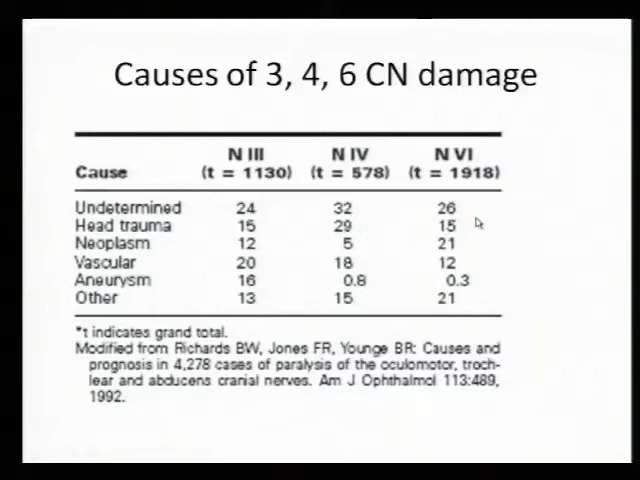 Causes of 3, 4, 6 CN damage
N III N IV N VI
Cause (t = 1130) (t = 578) (t = 1918)
Undetermined 24 32 26
Head trauma 15 29 15
Neoplasm 12 5 21
Vascular 20 18 12
Aneurysm 16 0.8 0.3
Other 13 15 21
*t indicates grand total.
Modified from Richards BW, Jones FR, Younge BR: Causes and
prognosis in 4,278 cases of paralysis of the oculomotor, troch-
lear and abducens cranial nerves. Am J Ophthalmol 113:489,
1992.